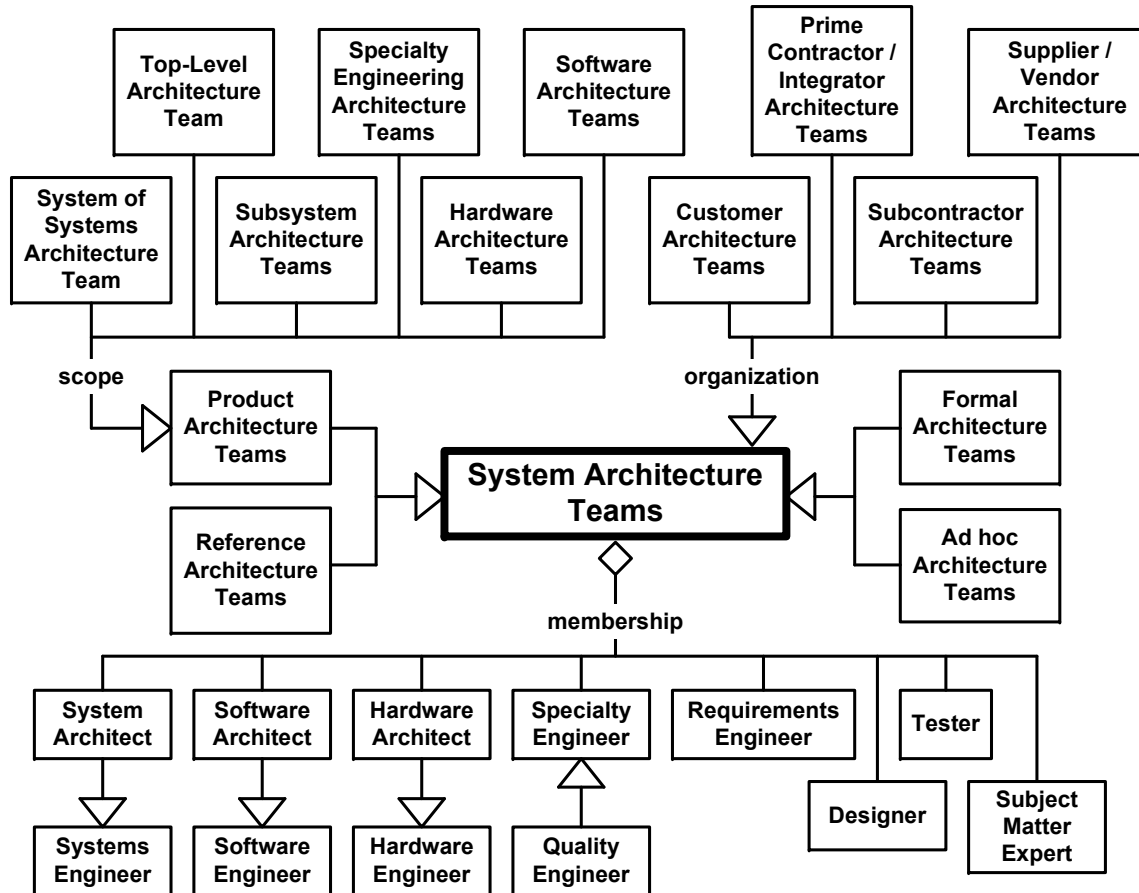 Top-Level
Architecture
Team
Specialty
Engineering
Architecture
Teams
Software
Architecture
Teams
Prime
Contractor /
Integrator
Architecture
Teams
Supplier /
Vendor
Architecture
Teams
System of
Systems
Architecture
Team
Subsystem
Architecture
Teams
Hardware
Architecture
Teams
Customer
Architecture
Teams
Subcontractor
Architecture
Teams
scope
organization
Product
Architecture
Teams
Formal
Architecture
Teams
System Architecture
Teams
Reference
Architecture
Teams
Ad hoc
Architecture
Teams
membership
System
Architect
Software
Architect
Hardware
Architect
Specialty
Engineer
Requirements
Engineer
Tester
Designer
Subject
Matter
Expert
Systems
Engineer
Software
Engineer
Hardware
Engineer
Quality
Engineer